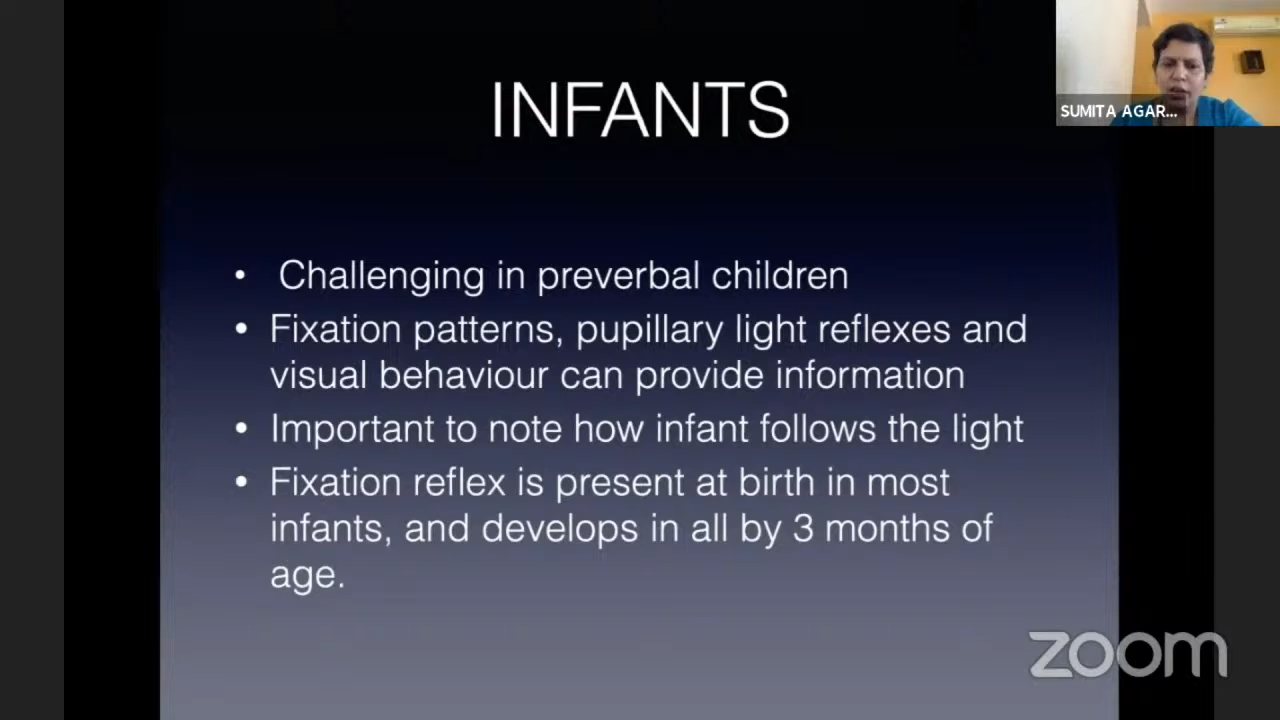 INFANTS
SUMITA AGAR...
• Challenging in preverbal children
• Fixation patterns, pupillary light reflexes and
visual behaviour can provide information
• Important to note how infant follows the light
• Fixation reflex is present at birth in most
infants, and develops in all by 3 months of
age.
zoom